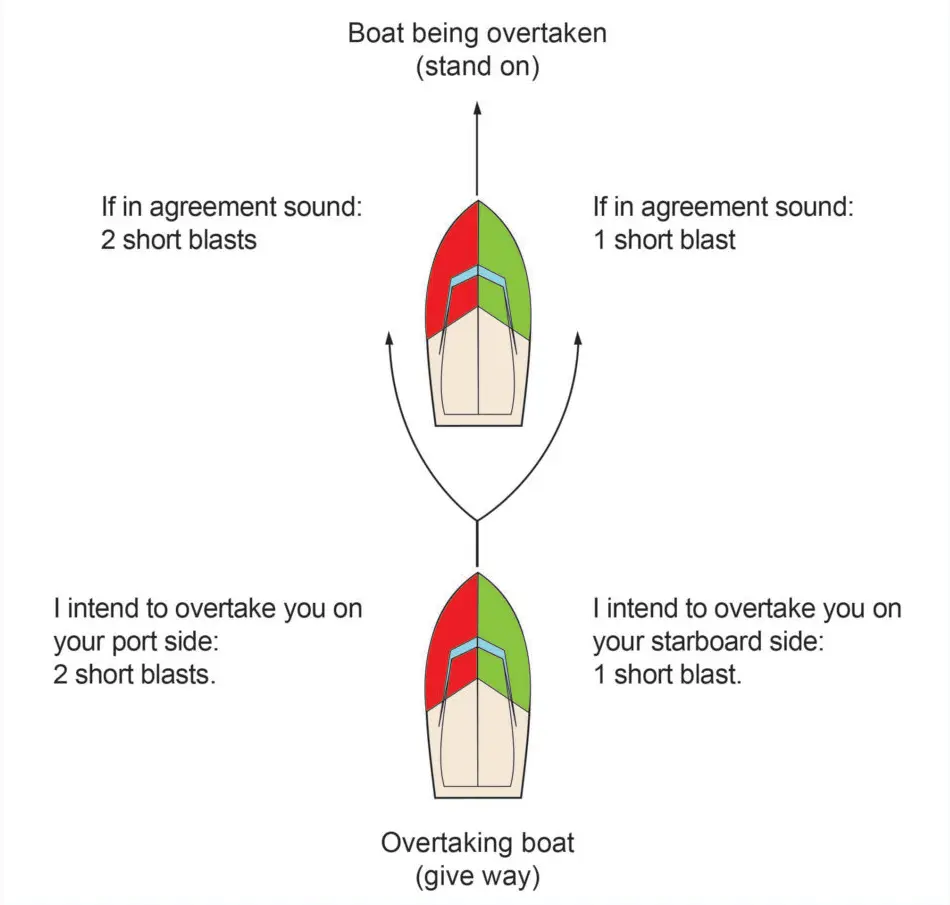 Boat being overtaken
(stand on)
If in agreement sound:
2 short blasts
If in agreement sound:
1 short blast
I intend to overtake you on
your port side:
2 short blasts.
I intend to overtake you on
your starboard side:
1 short blast.
Overtaking boat
(give way)